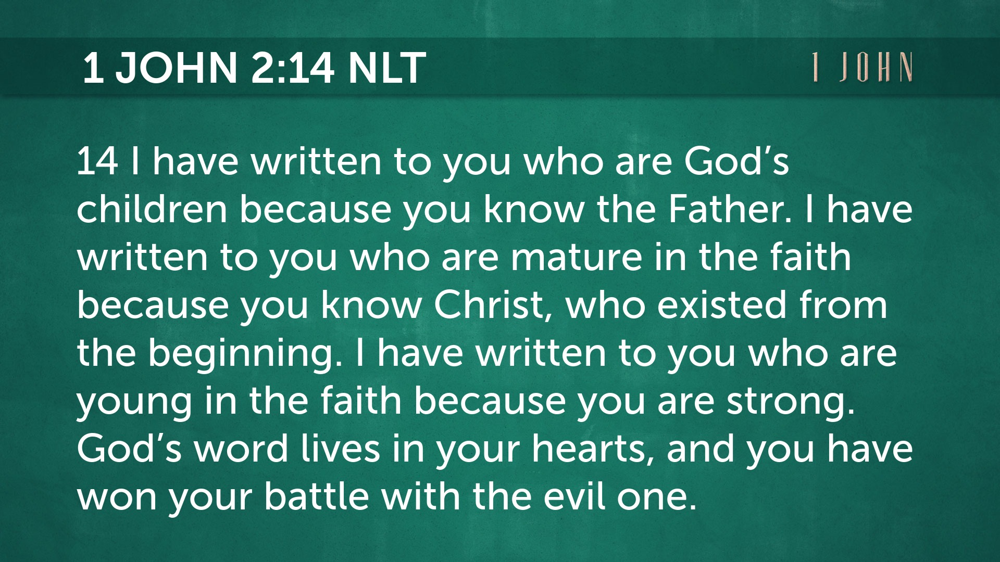 1 JOHN 2:14 NLT
1 JOHN
14 I have written to you who are God’s
children because you know the Father. I have
written to you who are mature in the faith
because you know Christ, who existed from
the beginning. I have written to you who are
young in the faith because you are strong.
God’s word lives in your hearts, and you have
won your battle with the evil one.